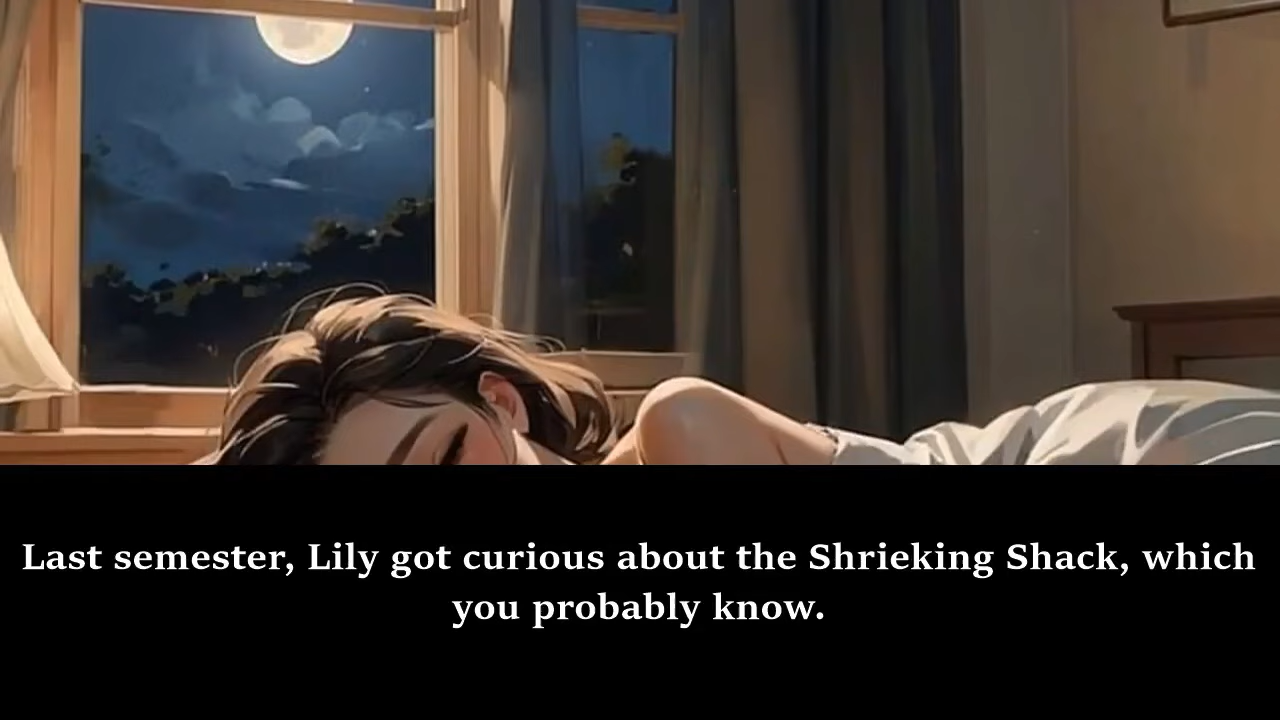 Last semester, Lily got curious about the Shrieking Shack, which
you probably know.